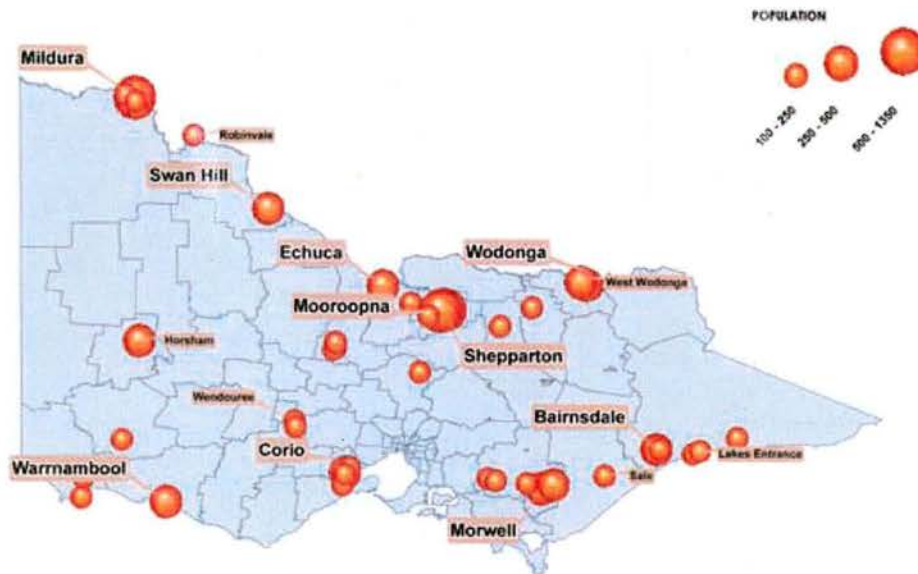 POPULATION
100 - 250
250 - 500
500 - 1350
Mildura
Robinvale
Swan Hill
Echuca
Wodonga
West Wodonga
Mooroopna
Shepparton
Horsham
Wendouree
Bairnsdale
Corio
Lakes Entrance
Warrnambool
Sale
Morwell